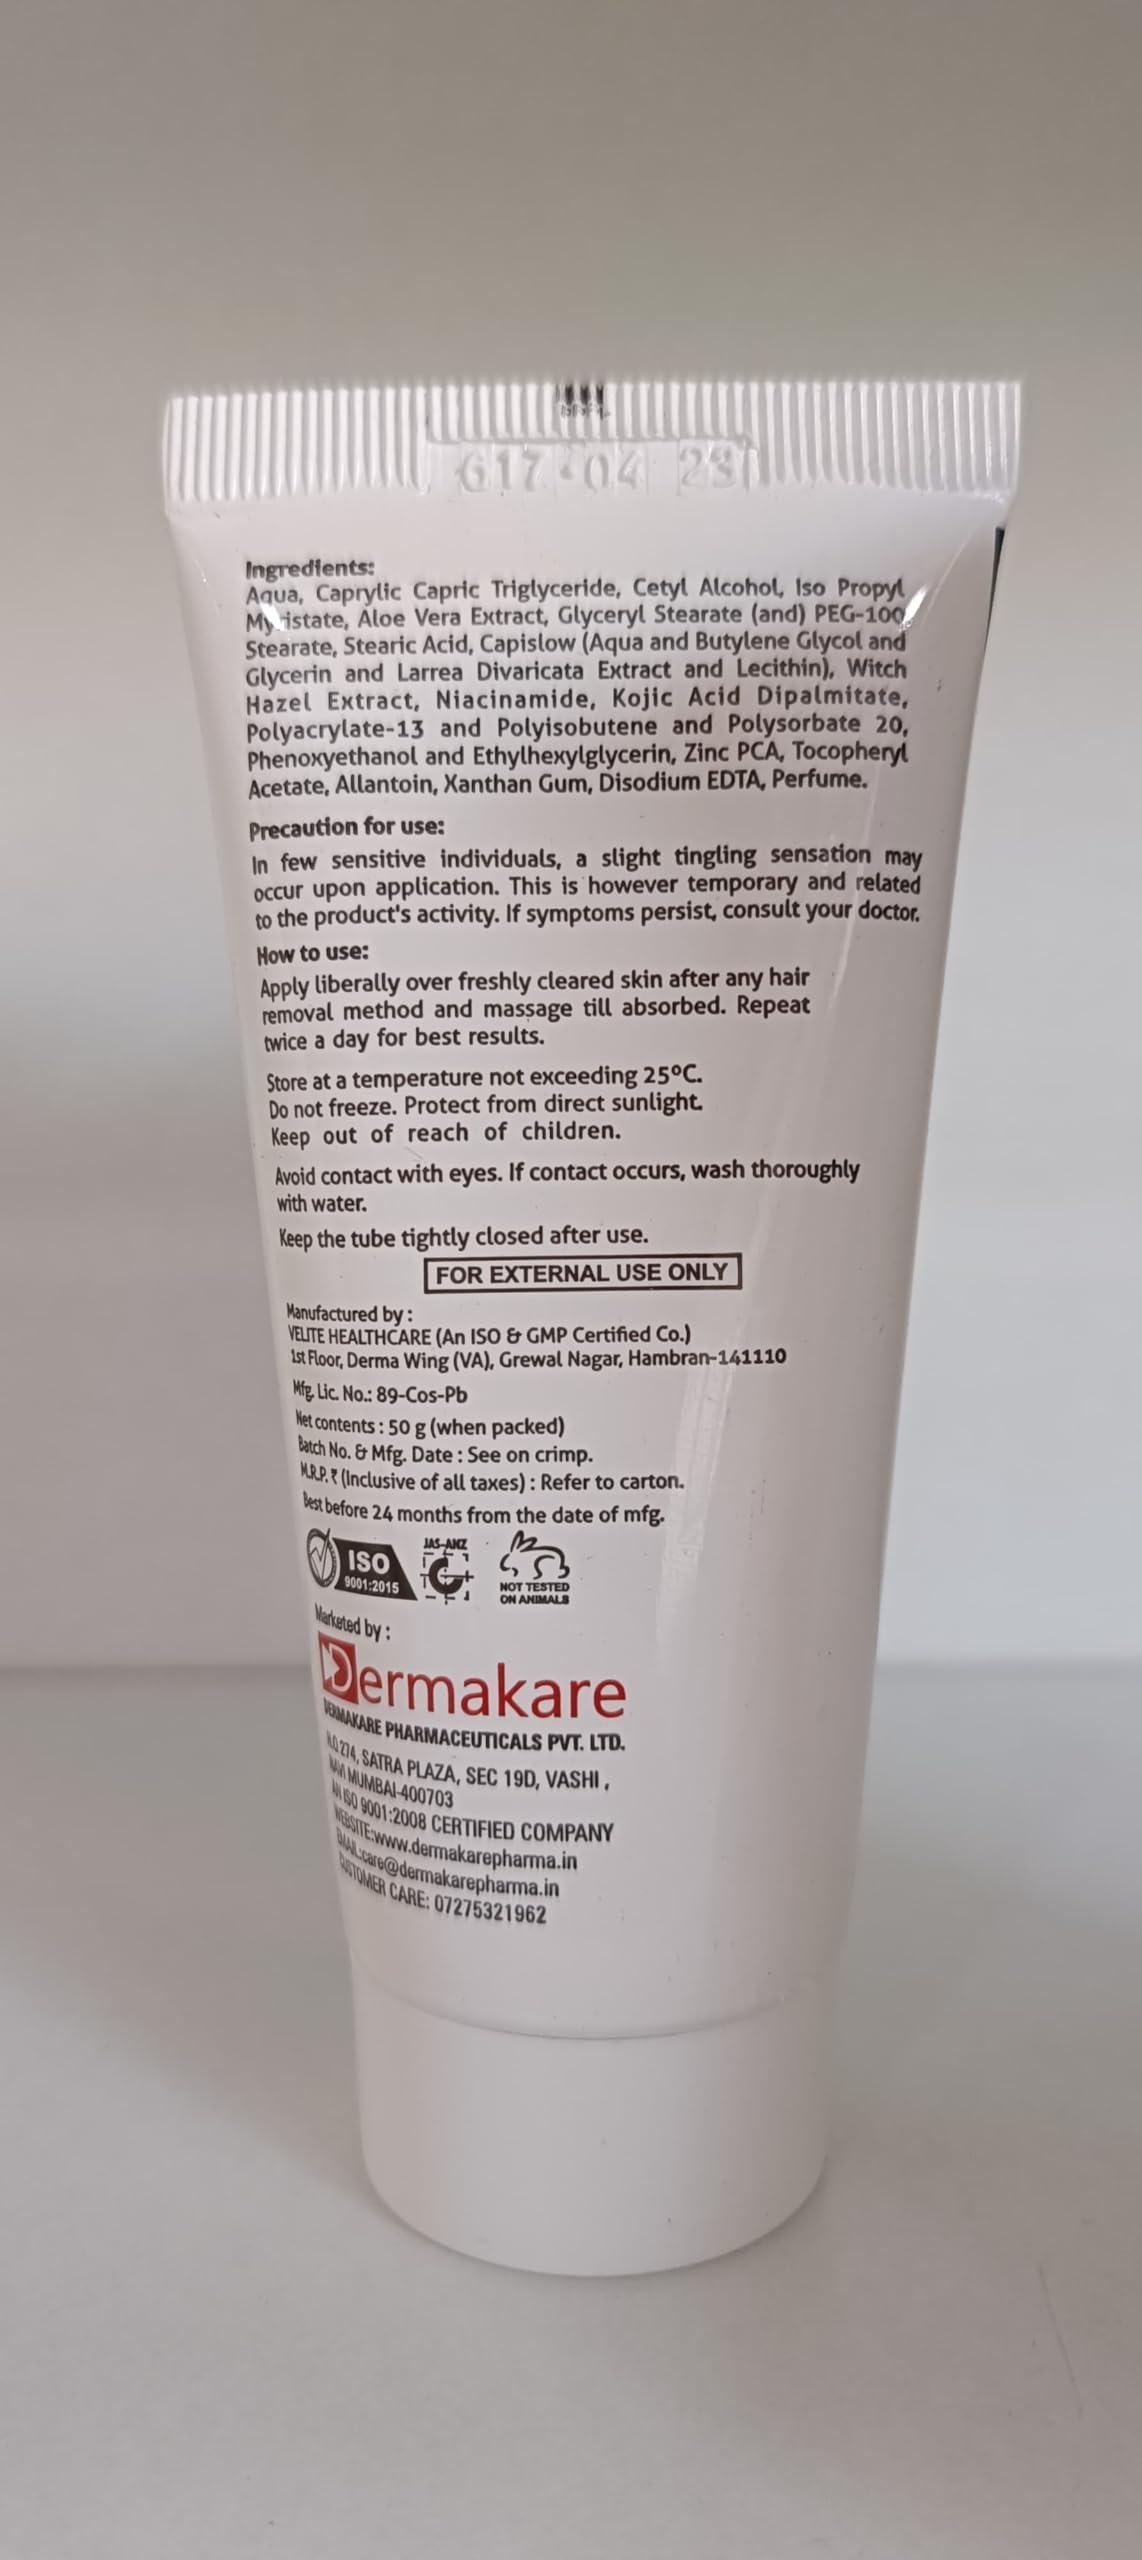 617 04 23
Ingredients:
Aqua, Caprylic Capric Triglyceride, Cetyl Alcohol, Iso Propyl
Myristate, Aloe Vera Extract, Glyceryl Stearate (and) PEG-100
Stearate, Stearic Acid, Capislow (Aqua and Butylene Glycol and
Glycerin and Larrea Divaricata Extract and Lecithin), Witch
Hazel Extract, Niacinamide, Kojic Acid Dipalmitate,
Polyacrylate-13 and Polyisobutene and Polysorbate 20,
Phenoxyethanol and Ethylhexylglycerin, Zinc PCA, Tocopheryl
Acetate, Allantoin, Xanthan Gum, Disodium EDTA, Perfume.
Precaution for use:
In few sensitive individuals, a slight tingling sensation may
occur upon application. This is however temporary and related
to the product's activity. If symptoms persist, consult your doctor.
How to use:
Apply liberally over freshly cleared skin after any hair
removal method and massage till absorbed. Repeat
twice a day for best results.
Store at a temperature not exceeding 25ºC.
Do not freeze. Protect from direct sunlight.
Keep out of reach of children.
Avoid contact with eyes. If contact occurs, wash thoroughly
with water.
Keep the tube tightly closed after use.
FOR EXTERNAL USE ONLY
Manufactured by :
VELITE HEALTHCARE (An ISO & GMP Certified Co.)
1st Floor, Derma Wing (VA), Grewal Nagar, Hambran-141110
Mfg. Lic. No.: 89-Cos-Pb
Net contents : 50 g (when packed)
Batch No. & Mfg. Date : See on crimp.
M.R.P. ₹ (Inclusive of all taxes) : Refer to carton.
Best before 24 months from the date of mfg.
ISO
9001:2015
JAS-ANZ
NOT TESTED
ON ANIMALS
Marketed by :
Dermakare
DERMAKARE PHARMACEUTICALS PVT. LTD.
N.O 274, SATRA PLAZA, SEC 19D, VASHI ,
NAVI MUMBAI-400703
AN ISO 9001:2008 CERTIFIED COMPANY
WEBSITE:www.dermakarepharma.in
EMAIL:care@dermakarepharma.in
CUSTOMER CARE: 07275321962